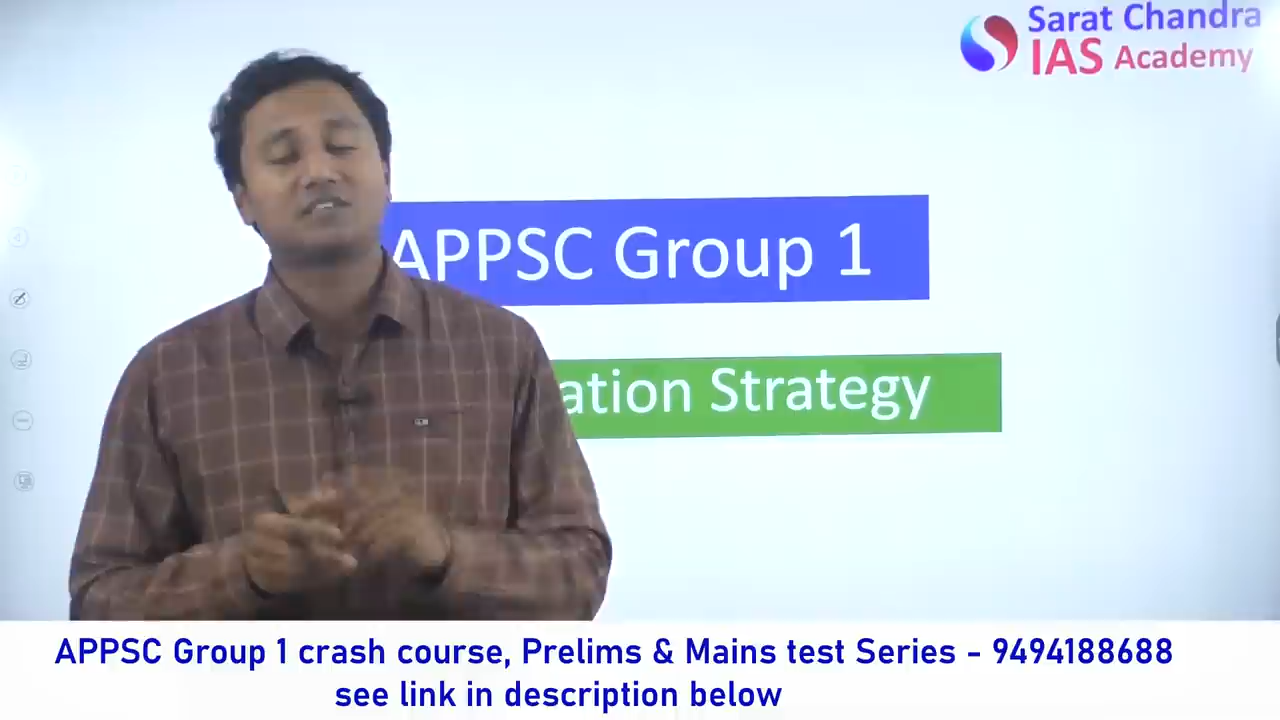 Sarat Chandra
IAS Academy
APPSC Group 1
ation Strategy
APPSC Group 1 crash course, Prelims & Mains test Series - 9494188688
see link in description below